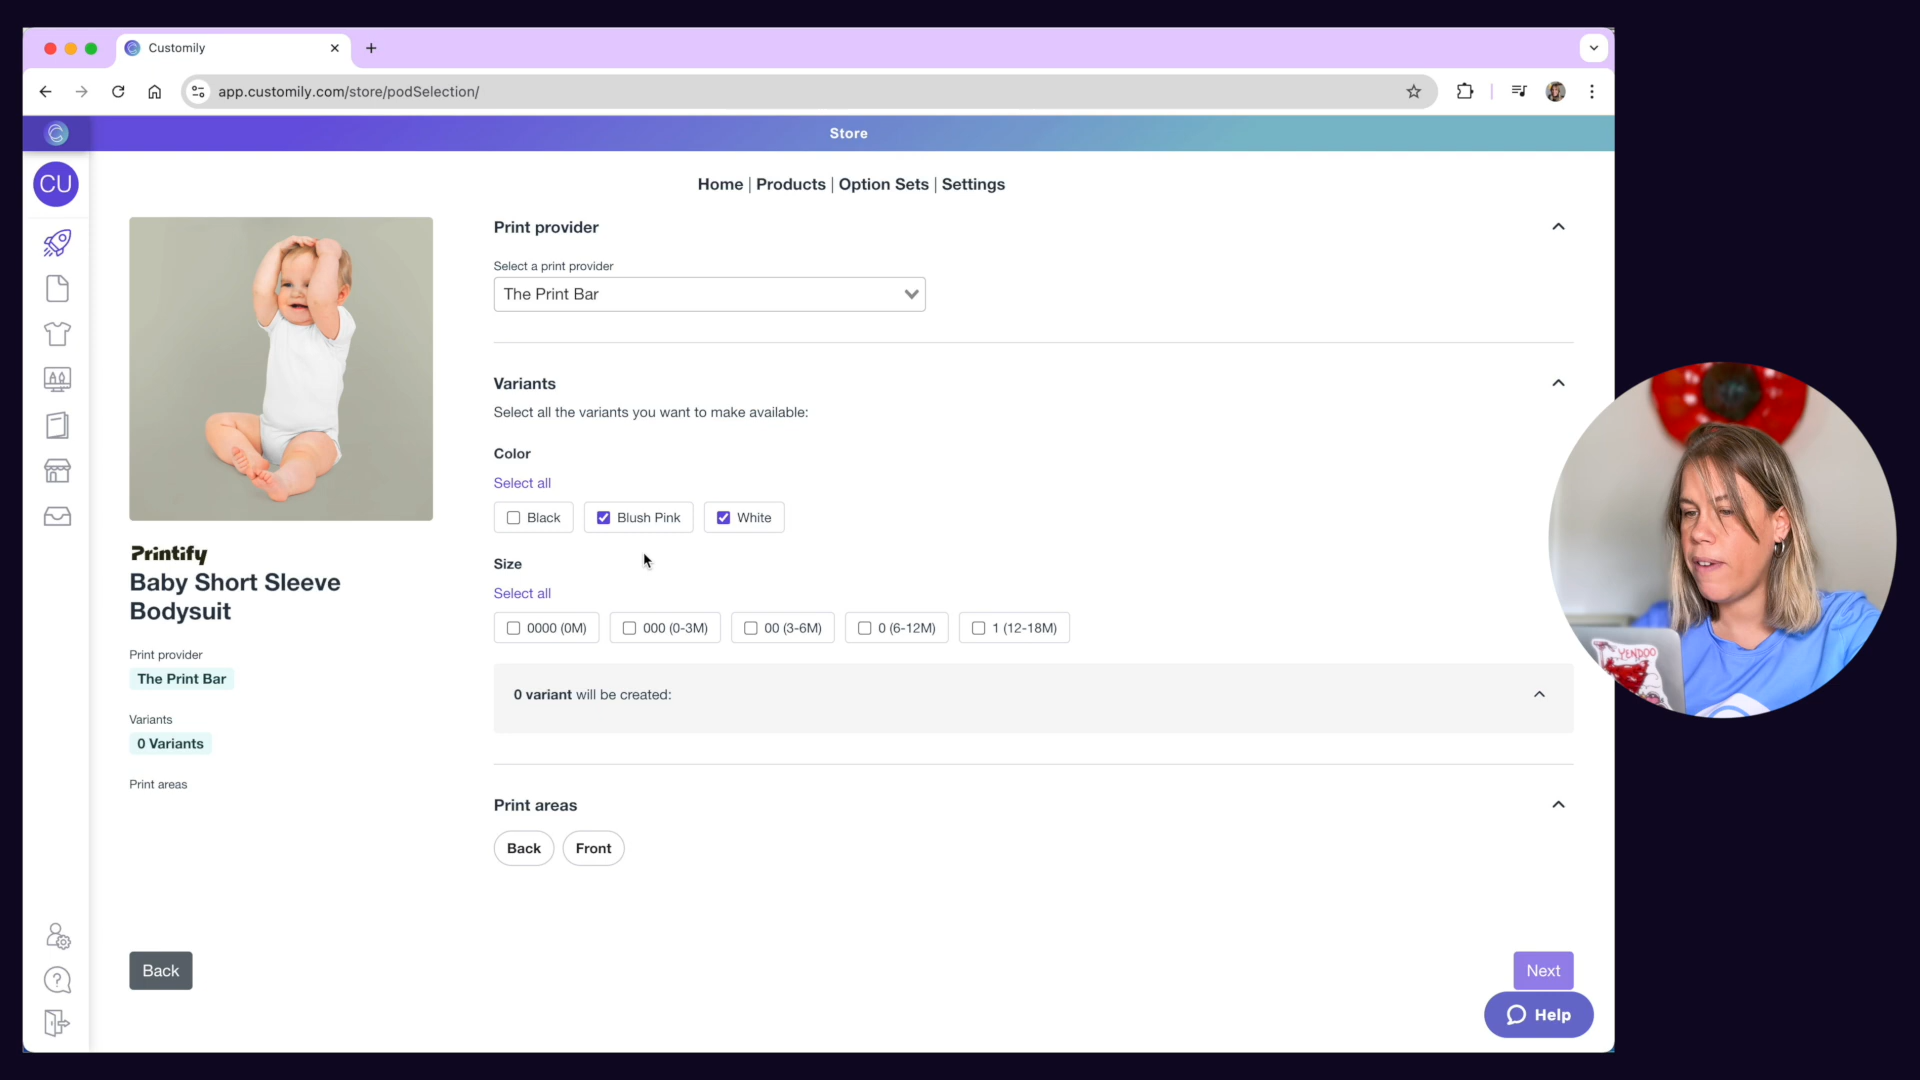 Customily
app.customily.com/store/podSelection/
Store
CU
Home | Products | Option Sets | Settings
Print provider
Select a print provider
The Print Bar
Variants
Select all the variants you want to make available:
Color
Select all
Black
Blush Pink
White
Size
Select all
0000 (0M)
000 (0-3M)
00 (3-6M)
0 (6-12M)
1 (12-18M)
0 variant will be created:
Print areas
Back
Front
Printify
Baby Short Sleeve
Bodysuit
Print provider
The Print Bar
Variants
0 Variants
Print areas
Back
Next
Help
YENDOO